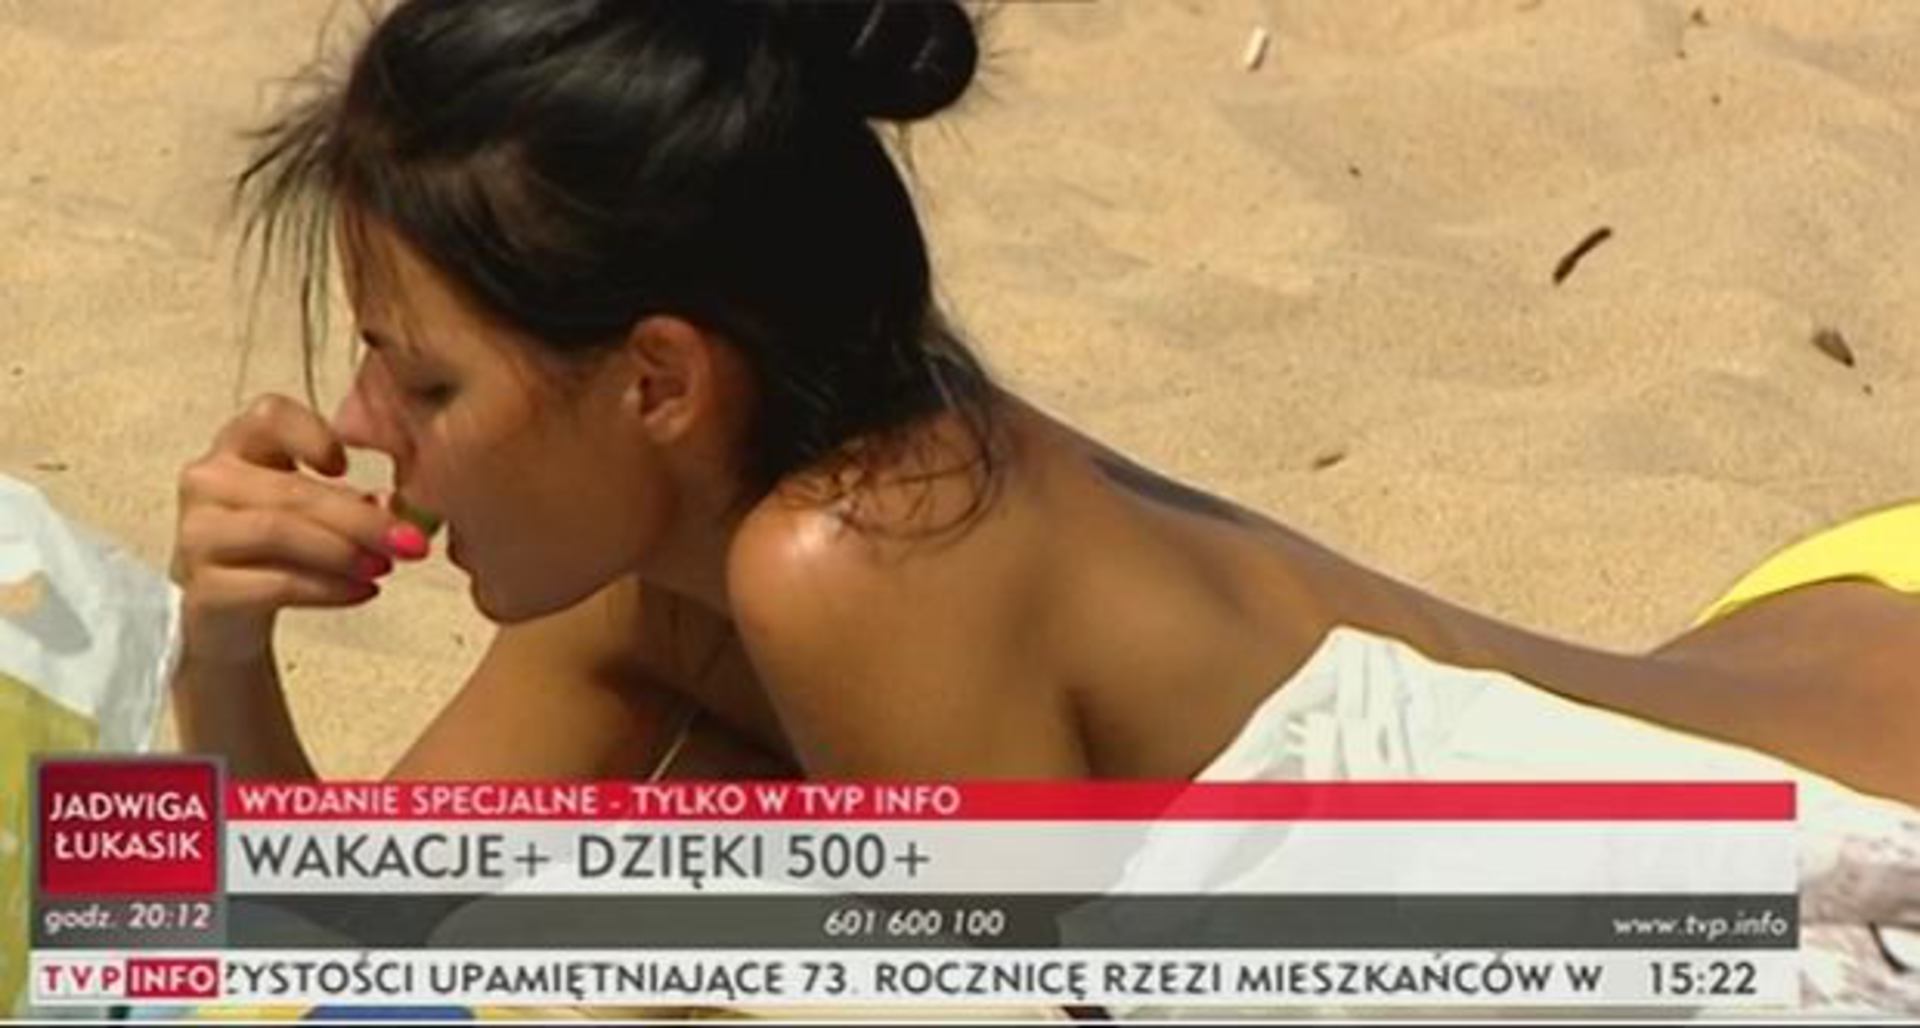 JADWIGA
ŁUKASIK
godz. 20:12
WYDANIE SPECJALNE - TYLKO W TVP INFO
WAKACJE+ DZIĘKI 500+
601 600 100
www.tvp.info
TVP INFO
ZYSTOŚCI UPAMIĘTNIAJĄCE 73. ROCZNICĘ RZEZI MIESZKAŃCÓW W
15:22